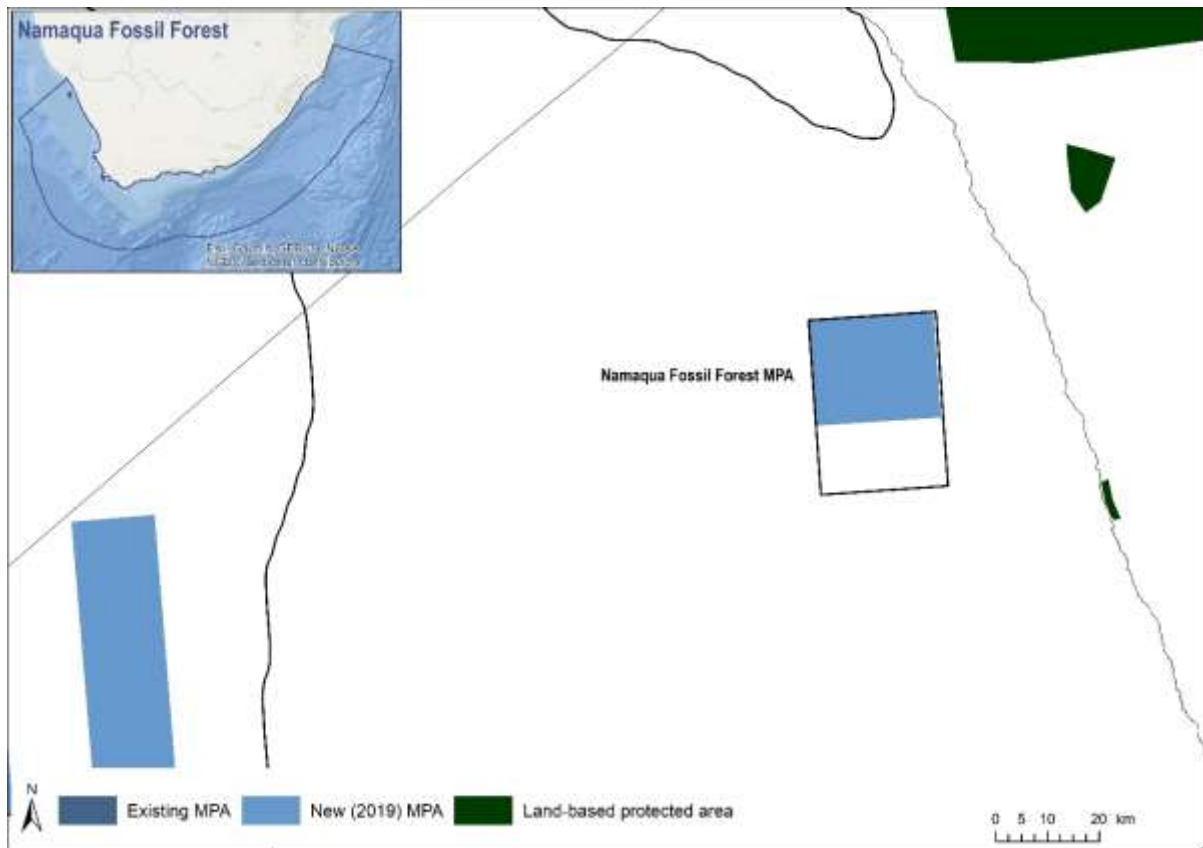 Namaqua Fossil Forest
Namaqua Fossil Forest MPA
N
Existing MPA
New (2019) MPA
Land-based protected area
0 5 10 20 km